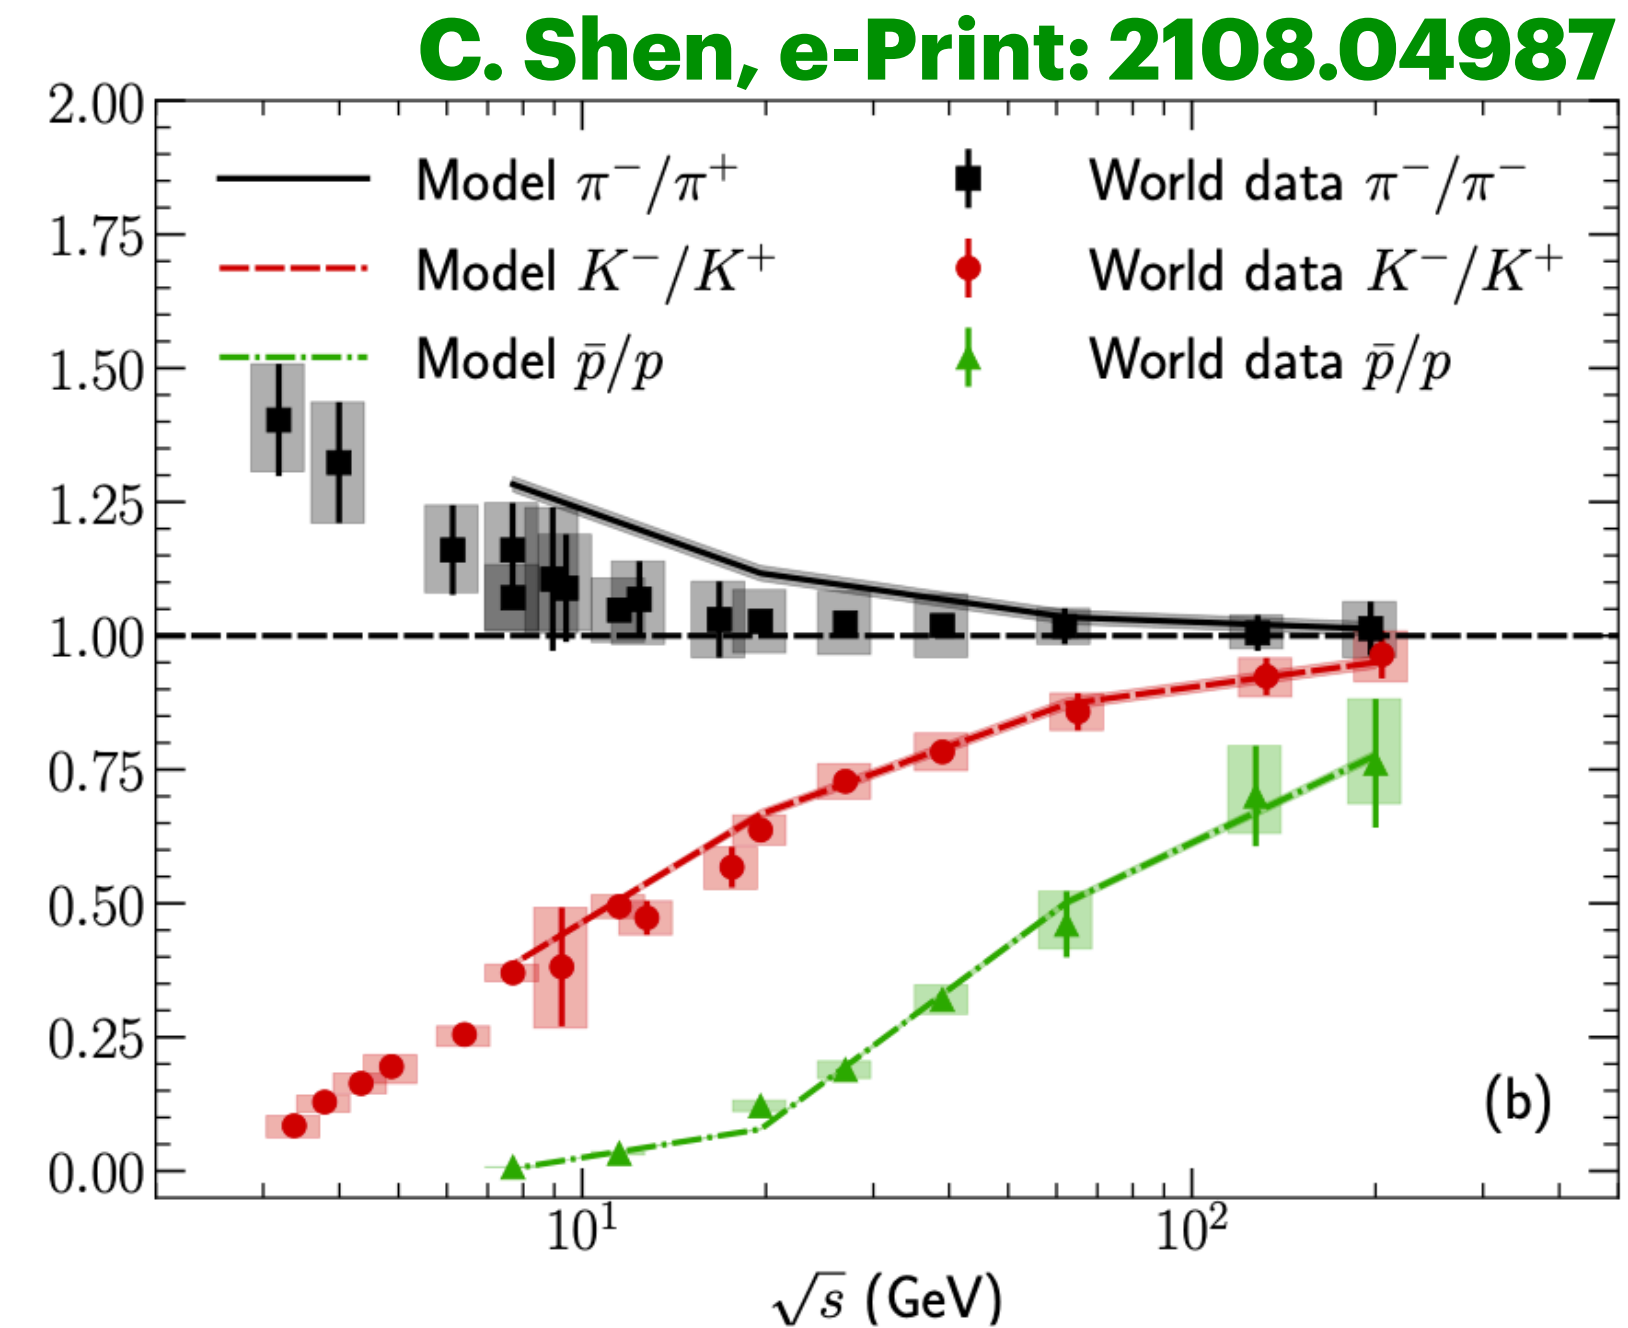 C. Shen, e-Print: 2108.04987
2.00
1.75
1.50
1.25
1.00
0.75
0.50
0.25
0.00
Model π⁻/π⁺
Model K⁻/K⁺
Model p̄/p
World data π⁻/π⁻
World data K⁻/K⁺
World data p̄/p
(b)
10¹ 10²
√s (GeV)